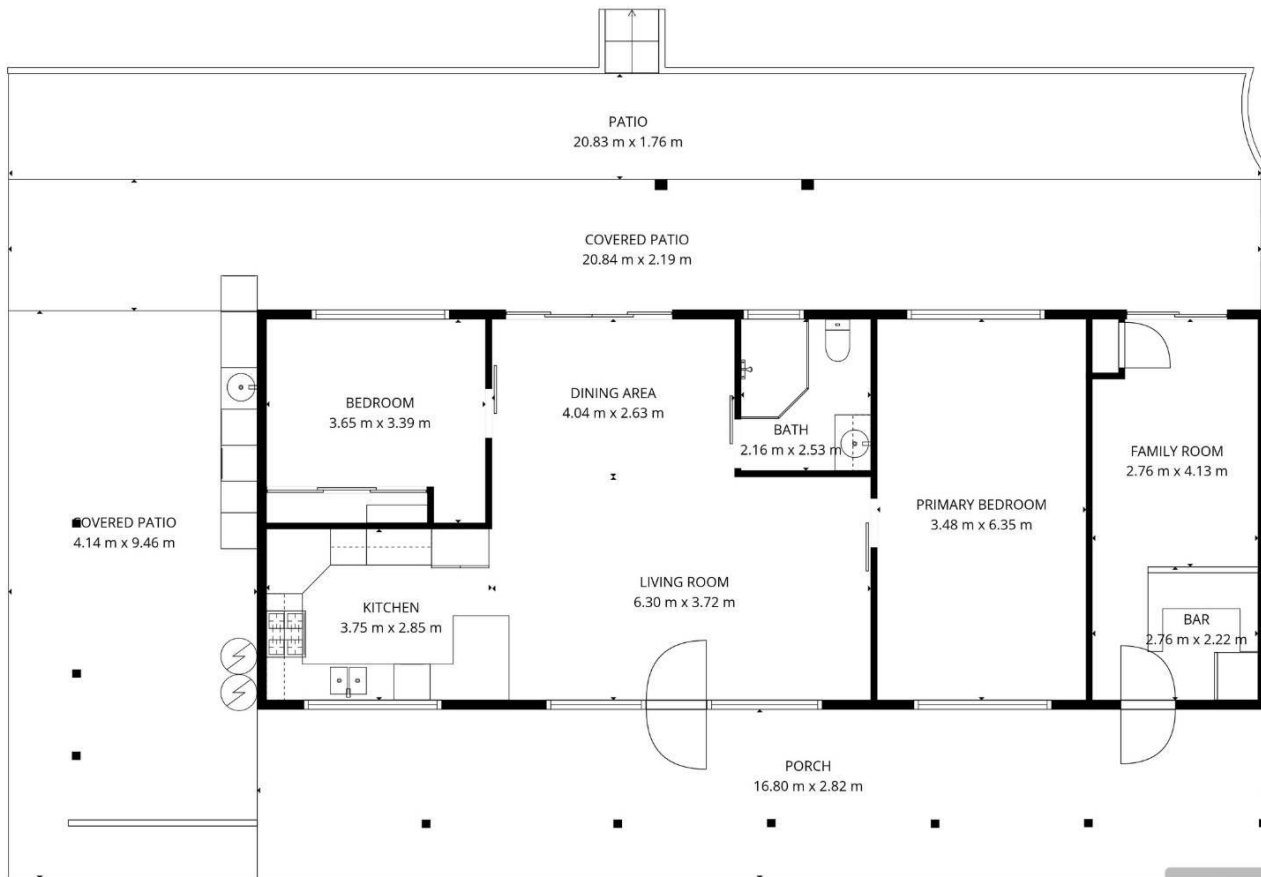 PATIO
20.83 m x 1.76 m
COVERED PATIO
20.84 m x 2.19 m
BEDROOM
3.65 m x 3.39 m
DINING AREA
4.04 m x 2.63 m
BATH
2.16 m x 2.53 m
FAMILY ROOM
2.76 m x 4.13 m
PRIMARY BEDROOM
3.48 m x 6.35 m
COVERED PATIO
4.14 m x 9.46 m
LIVING ROOM
6.30 m x 3.72 m
KITCHEN
3.75 m x 2.85 m
BAR
2.76 m x 2.22 m
PORCH
16.80 m x 2.82 m